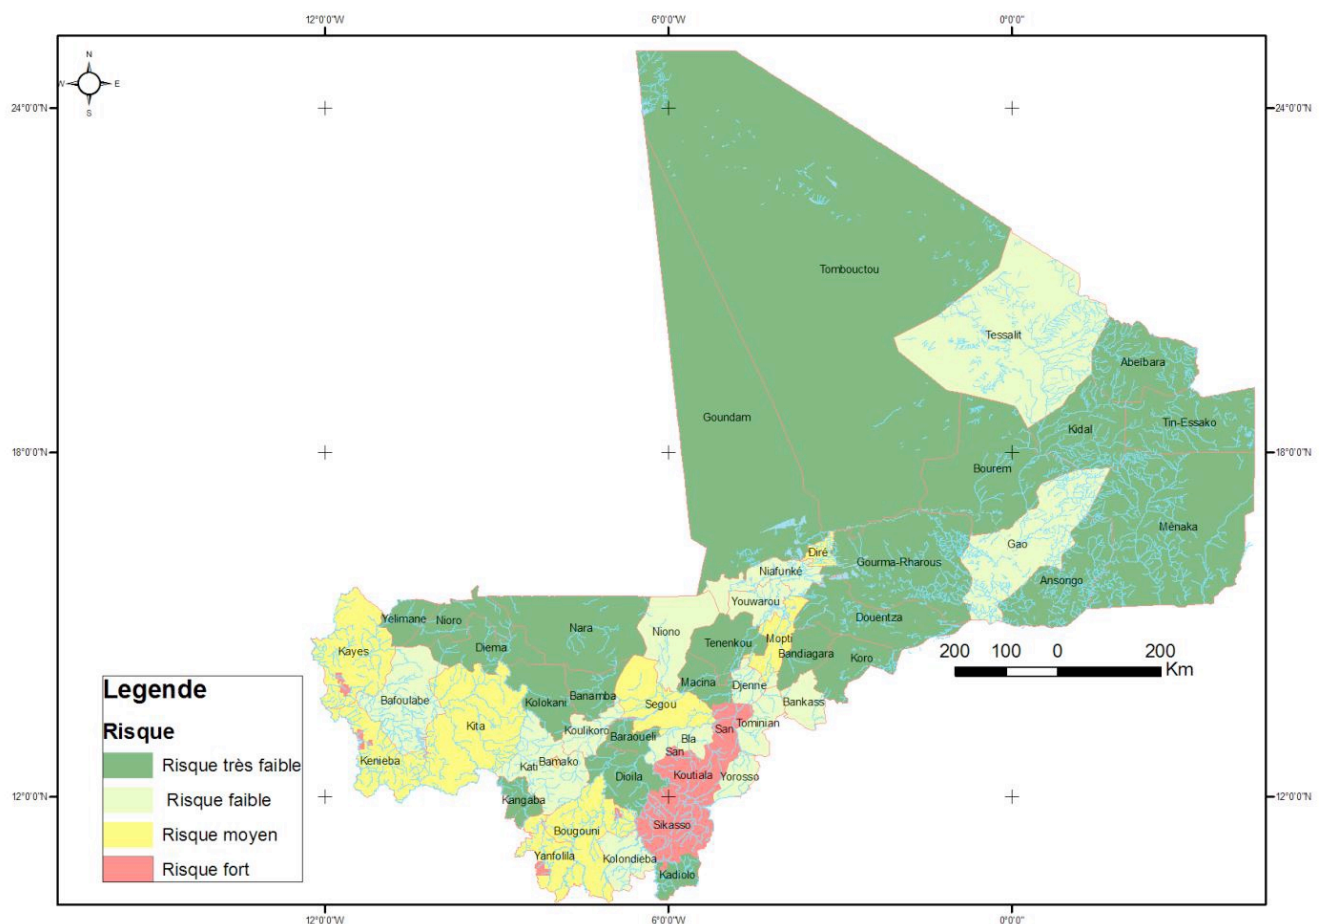 12°0'0"W
6°0'0"W
0°0'0"
N
W
E
S
24°0'0"N
24°0'0"N
Tombouctou
Tessalit
Abeïbara
Goundam
Kidal
Tin-Essako
18°0'0"N
18°0'0"N
Bourem
Ménaka
Gao
Diré
Gourma-Rharous
Niafunké
Ansongo
Youwarou
Yélimane
Nioro
Nara
Niono
Douentza
Tenenkou
Mopti
Kayes
Diema
Bandiagara
Koro
200
100
0
200
Km
Macina
Djenne
Legende
Bafoulabe
Kolokani
Banamba
Segou
Bankass
Kita
Koulikoro
San
Tominian
Risque
Baraoueli
Bla
San
Kenieba
Kati
Bamako
Dioila
Koutiala
Yorosso
Risque très faible
12°0'0"N
12°0'0"N
Risque faible
Kangaba
Risque moyen
Bougouni
Sikasso
Yanfolila
Kolondieba
Risque fort
Kadiolo
12°0'0"W
6°0'0"W
0°0'0"